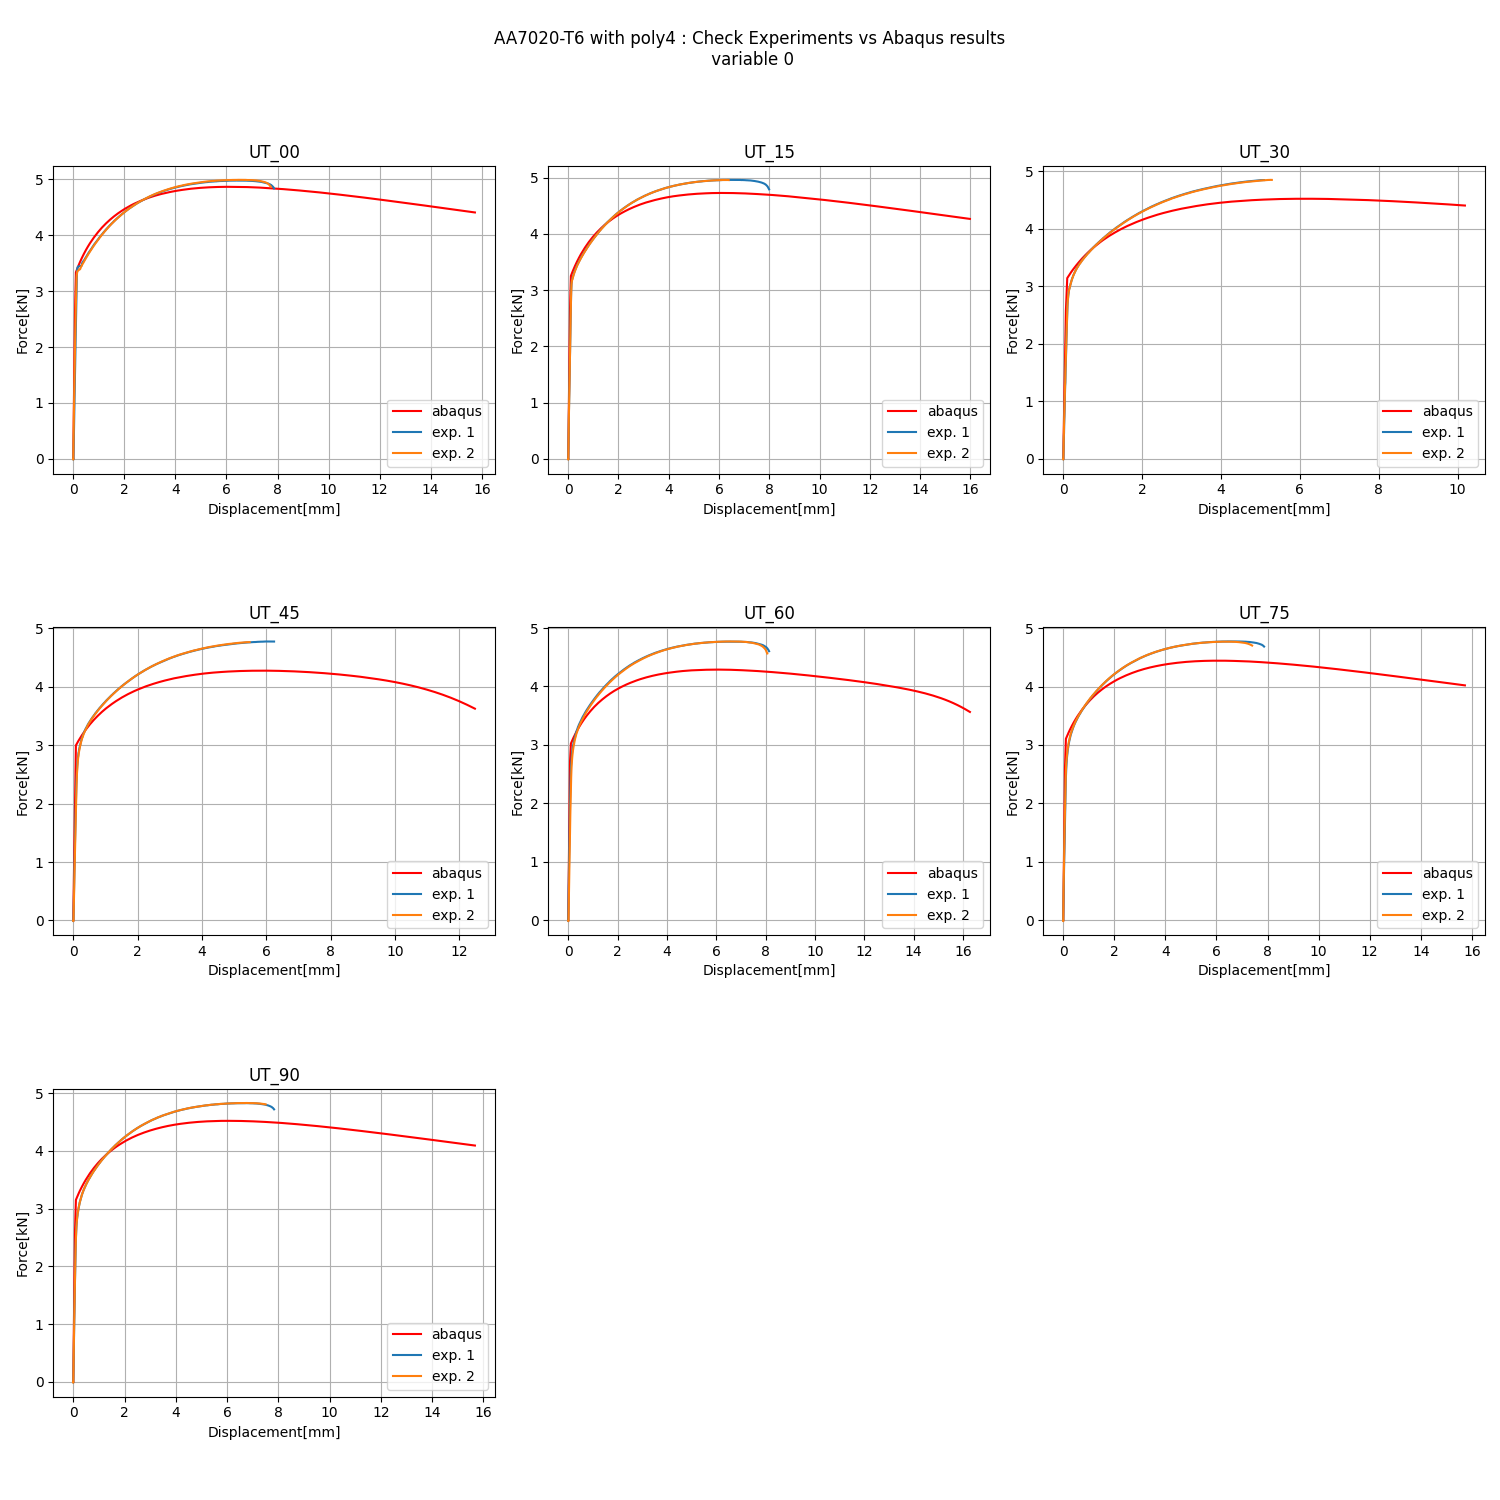 AA7020-T6 with poly4 : Check Experiments vs Abaqus results
variable 0
UT_00
Force[kN]
5
4
3
2
1
0
0 2 4 6 8 10 12 14 16
Displacement[mm]
abaqus
exp. 1
exp. 2
UT_15
Force[kN]
5
4
3
2
1
0
0 2 4 6 8 10 12 14 16
Displacement[mm]
abaqus
exp. 1
exp. 2
UT_30
Force[kN]
5
4
3
2
1
0
0 2 4 6 8 10
Displacement[mm]
abaqus
exp. 1
exp. 2
UT_45
Force[kN]
5
4
3
2
1
0
0 2 4 6 8 10 12
Displacement[mm]
abaqus
exp. 1
exp. 2
UT_60
Force[kN]
5
4
3
2
1
0
0 2 4 6 8 10 12 14 16
Displacement[mm]
abaqus
exp. 1
exp. 2
UT_75
Force[kN]
5
4
3
2
1
0
0 2 4 6 8 10 12 14 16
Displacement[mm]
abaqus
exp. 1
exp. 2
UT_90
Force[kN]
5
4
3
2
1
0
0 2 4 6 8 10 12 14 16
Displacement[mm]
abaqus
exp. 1
exp. 2